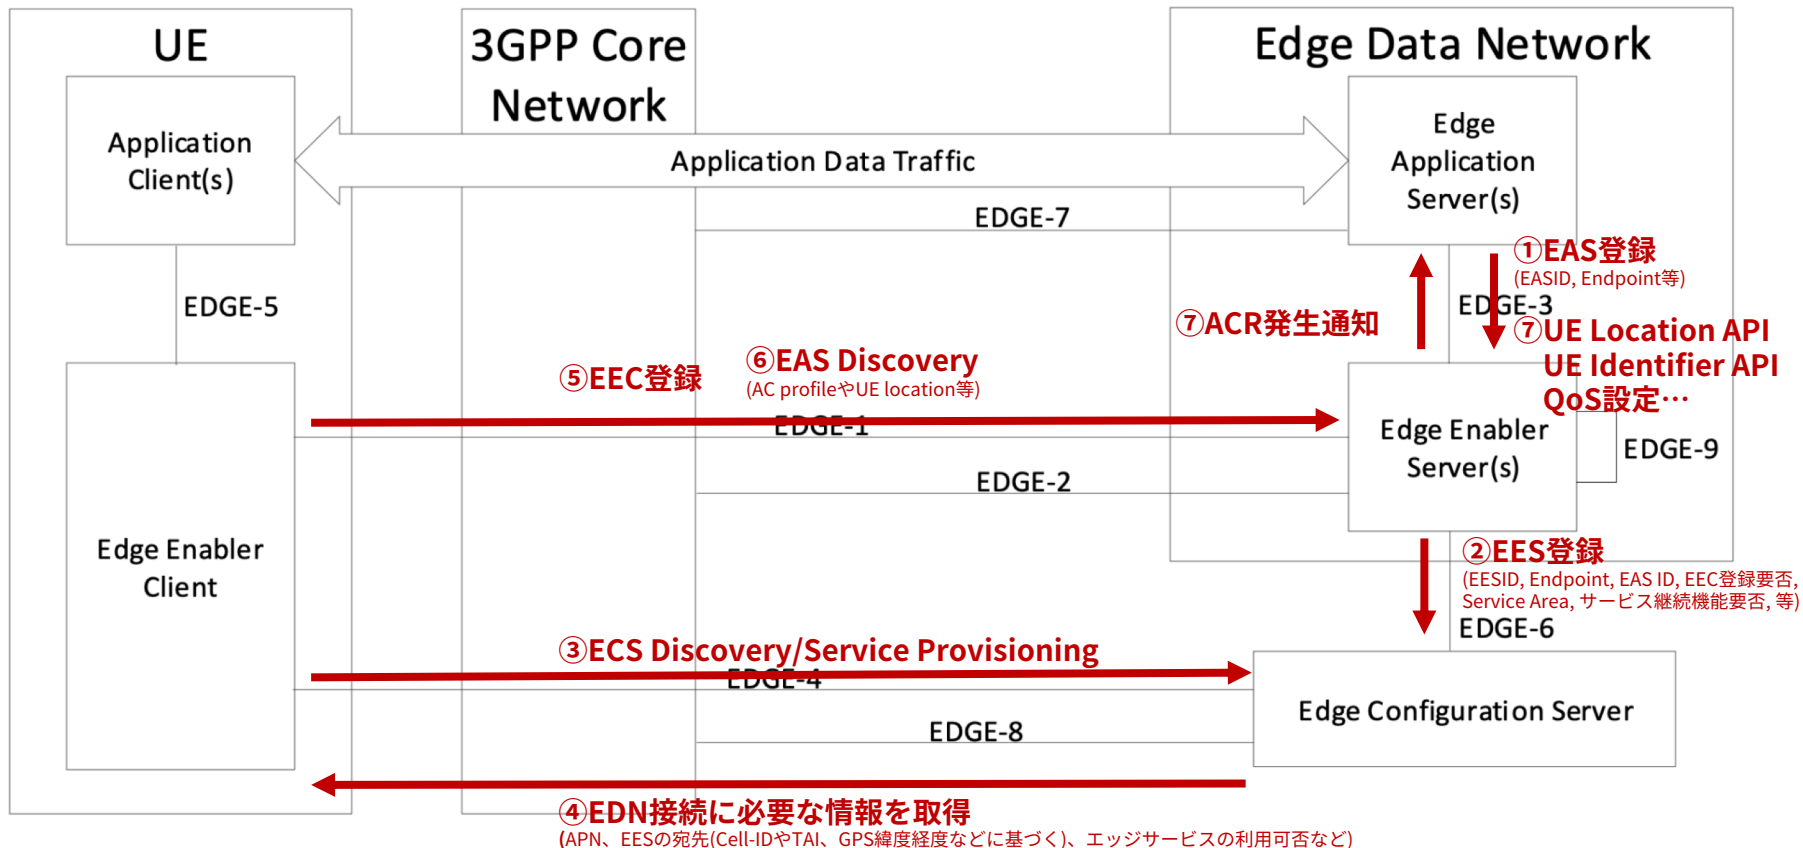 UE
3GPP Core
Network
Edge Data Network
Application
Client(s)
Application Data Traffic
Edge
Application
Server(s)
EDGE-7
①EAS登録
(EASID, Endpoint等)
EDGE-5
EDGE-3
⑦ACR発生通知
⑦UE Location API
UE Identifier API
QoS設定…
⑤EEC登録
⑥EAS Discovery
(AC profileやUE location等)
EDGE-1
Edge Enabler
Server(s)
EDGE-9
EDGE-2
Edge Enabler
Client
②EES登録
(EESID, Endpoint, EAS ID, EEC登録要否,
Service Area, サービス継続機能要否, 等)
EDGE-6
③ECS Discovery/Service Provisioning
EDGE-4
Edge Configuration Server
EDGE-8
④EDN接続に必要な情報を取得
(APN、EESの宛先(Cell-IDやTAI、GPS緯度経度などに基づく)、エッジサービスの利用可否など)